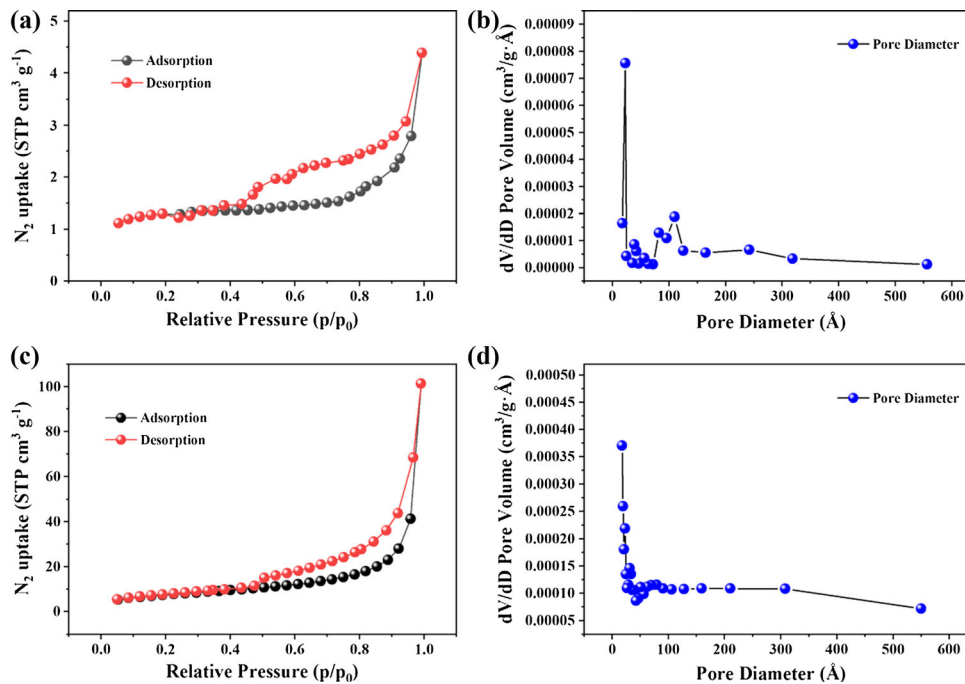 (a)
5
4
3
2
1
0
N₂ uptake (STP cm³ g⁻¹)
Adsorption
Desorption
0.0 0.2 0.4 0.6 0.8 1.0
Relative Pressure (p/p₀)
(b)
0.00009
0.00008
0.00007
0.00006
0.00005
0.00004
0.00003
0.00002
0.00001
0.00000
dV/dD Pore Volume (cm³/g·Å)
Pore Diameter
0 100 200 300 400 500 600
Pore Diameter (Å)
(c)
100
80
60
40
20
0
N₂ uptake (STP cm³ g⁻¹)
Adsorption
Desorption
0.0 0.2 0.4 0.6 0.8 1.0
Relative Pressure (p/p₀)
(d)
0.00050
0.00045
0.00040
0.00035
0.00030
0.00025
0.00020
0.00015
0.00010
0.00005
dV/dD Pore Volume (cm³/g·Å)
Pore Diameter
0 100 200 300 400 500 600
Pore Diameter (Å)